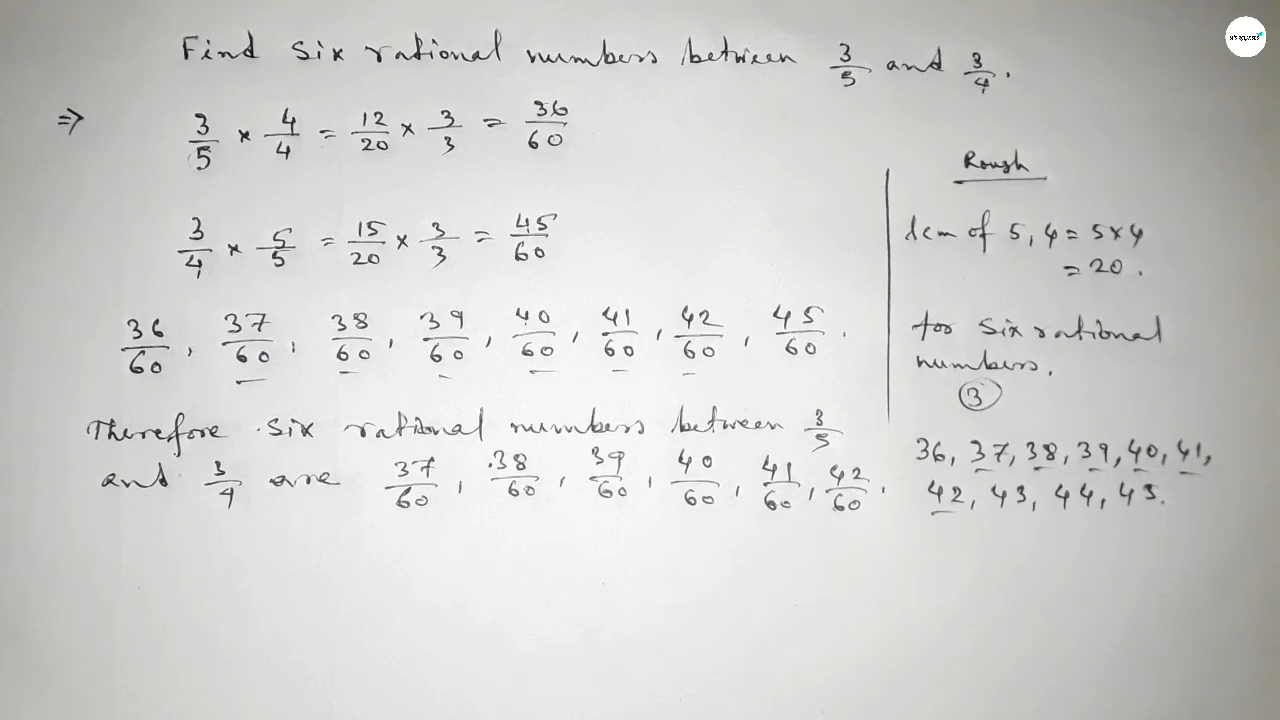 Find six rational numbers between 3/5 and 3/4.
⇒ 3/5 × 4/4 = 12/20 × 3/3 = 36/60
3/4 × 5/5 = 15/20 × 3/3 = 45/60
36/60, 37/60, 38/60, 39/60, 40/60, 41/60, 42/60, 45/60.
Therefore six rational numbers between 3/5
and 3/4 are 37/60, 38/60, 39/60, 40/60, 41/60, 42/60.
Rough
lcm of 5, 4 = 5×4
= 20.
for six rational
numbers.
3
36, 37, 38, 39, 40, 41,
42, 43, 44, 45.